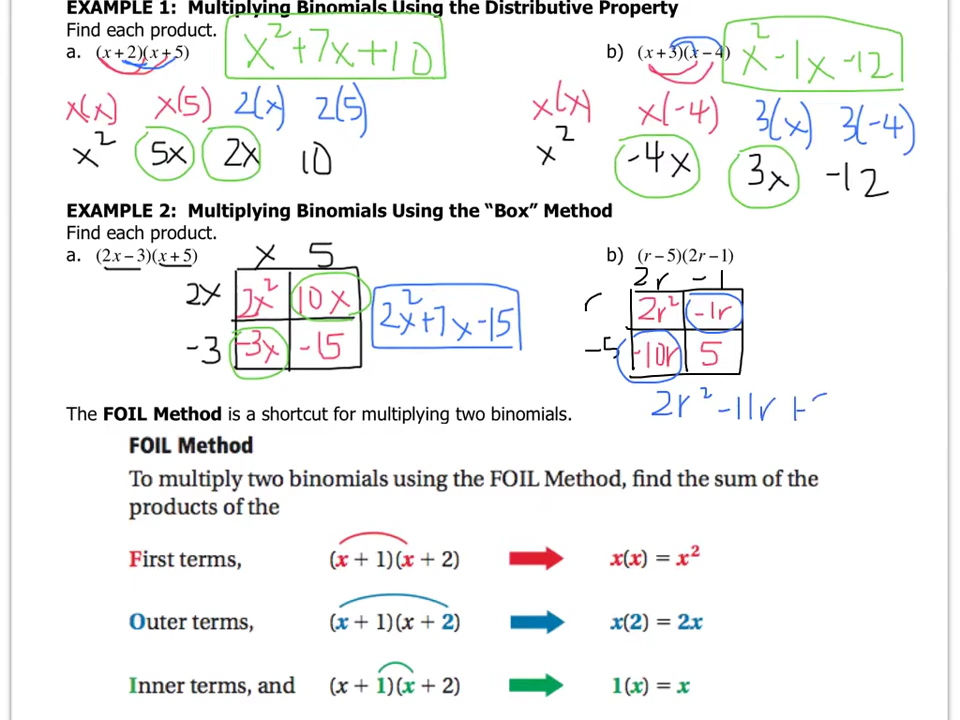 EXAMPLE 1: Multiplying Binomials Using the Distributive Property
Find each product.
a. (x + 2)(x + 5) x² + 7x + 10
x(x) x(5) 2(x) 2(5)
x² 5x 2x 10
b) (x + 3)(x – 4) x² - 1x - 12
x(x) x(-4) 3(x) 3(-4)
x² -4x 3x -12
EXAMPLE 2: Multiplying Binomials Using the “Box” Method
Find each product.
a. (2x – 3)(x + 5)
x 5
2x 2x² 10x
-3 -3x -15
2x² + 7x - 15
b) (r – 5)(2r – 1)
2r -1
r 2r² -1r
-5 -10r 5
2r² - 11r +
The FOIL Method is a shortcut for multiplying two binomials.
FOIL Method
To multiply two binomials using the FOIL Method, find the sum of the
products of the
First terms, (x + 1)(x + 2) x(x) = x²
Outer terms, (x + 1)(x + 2) x(2) = 2x
Inner terms, and (x + 1)(x + 2) 1(x) = x